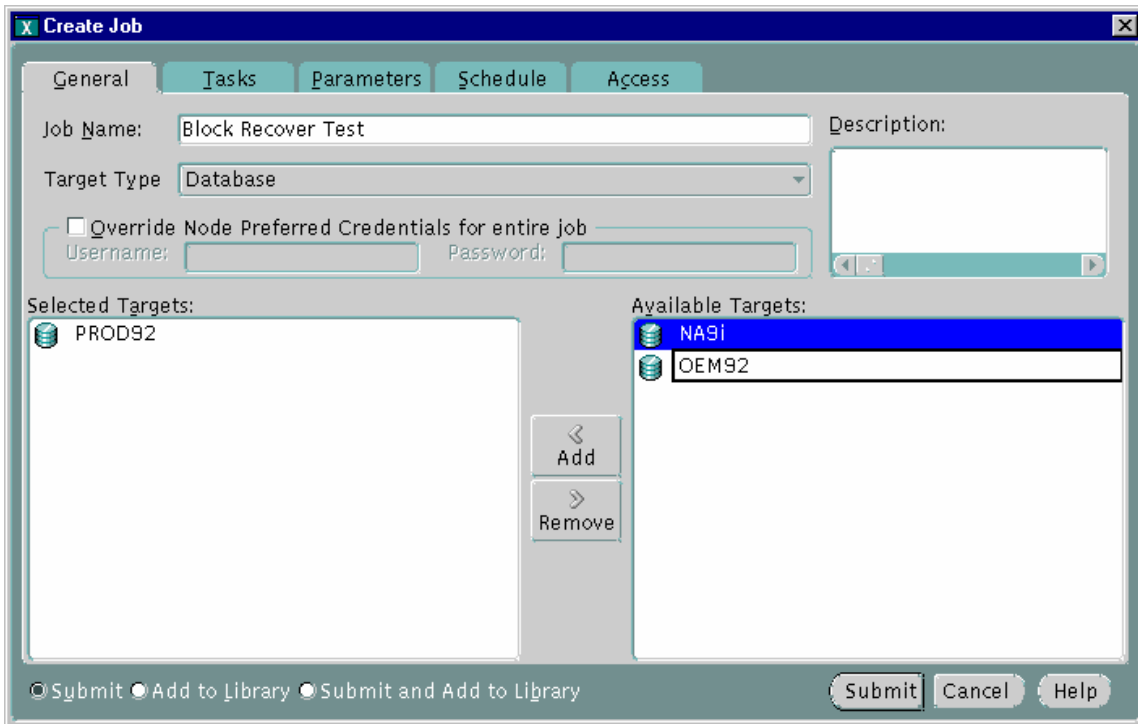 Create Job
General Tasks Parameters Schedule Access
Job Name: Block Recover Test Description:
Target Type Database
Override Node Preferred Credentials for entire job
Username: Password:
Selected Targets: Available Targets:
PROD92 NA9i
OEM92
Add
Remove
Submit Add to Library Submit and Add to Library Submit Cancel Help